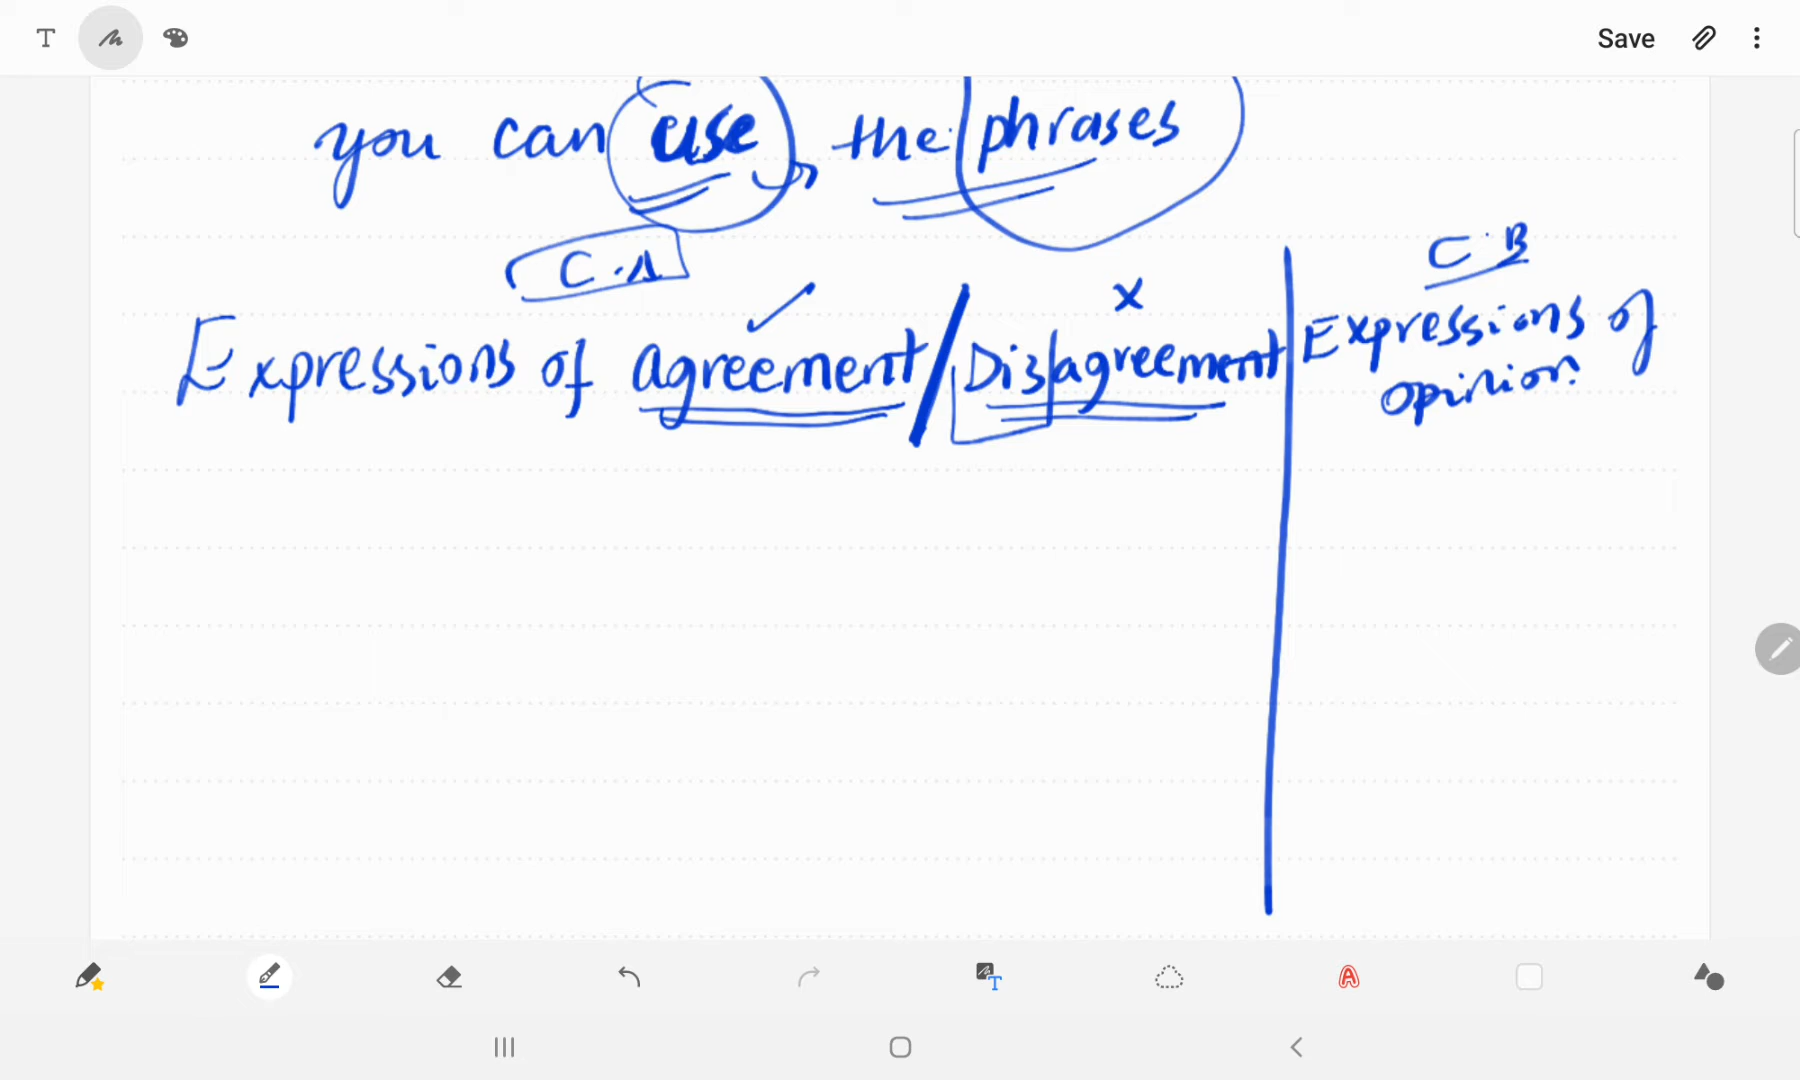 T Save
you can use the phrases
C.A
C.B
Expressions of agreement / Disagreement
Expressions of
opinion